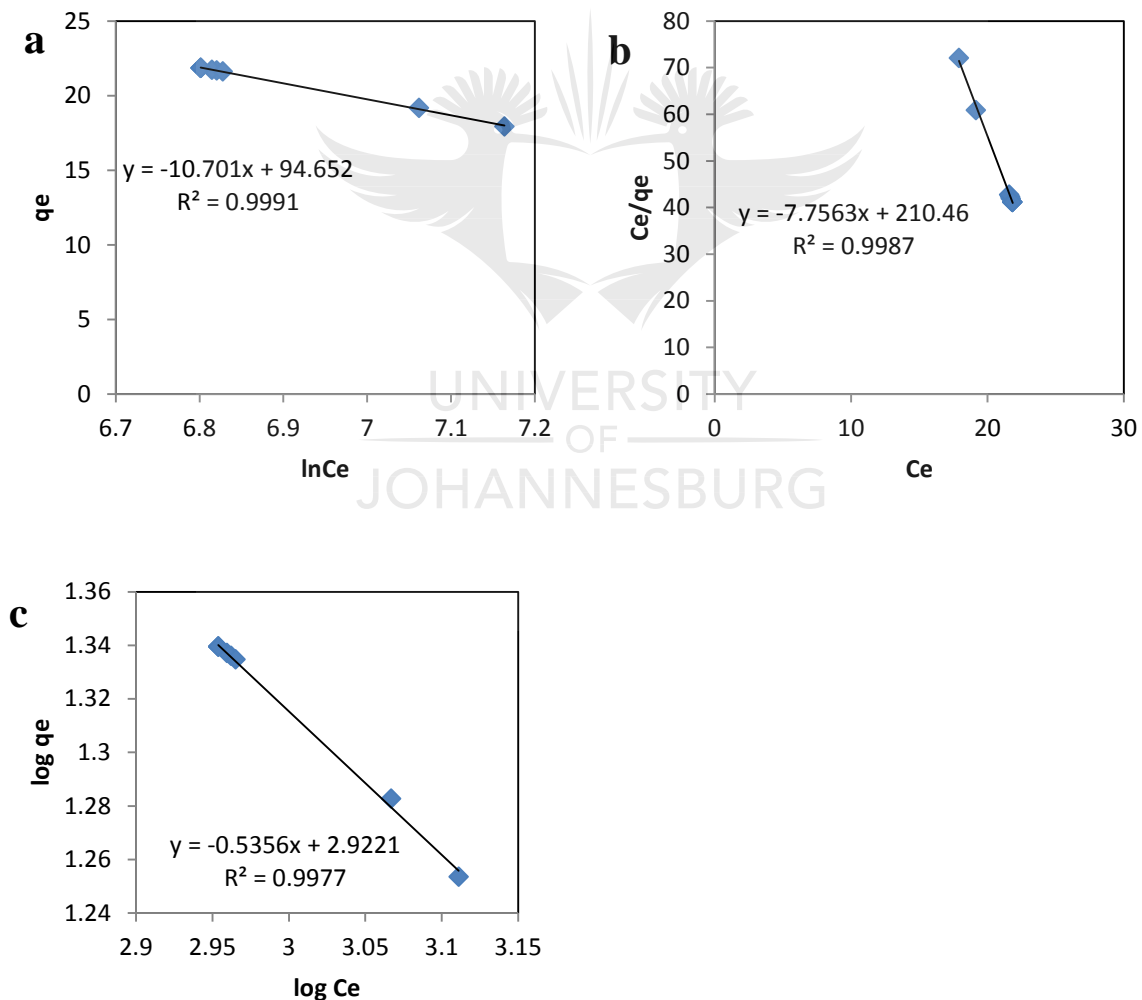 a
25
20
15
10
5
0
qe
y = -10.701x + 94.652
R² = 0.9991
6.7 6.8 6.9 7 7.1 7.2
lnCe
b
80
70
60
50
40
30
20
10
0
Ce/qe
y = -7.7563x + 210.46
R² = 0.9987
0 10 20 30
Ce
UNIVERSITY
OF
JOHANNESBURG
c
1.36
1.34
1.32
1.3
1.28
1.26
1.24
log qe
y = -0.5356x + 2.9221
R² = 0.9977
2.9 2.95 3 3.05 3.1 3.15
log Ce